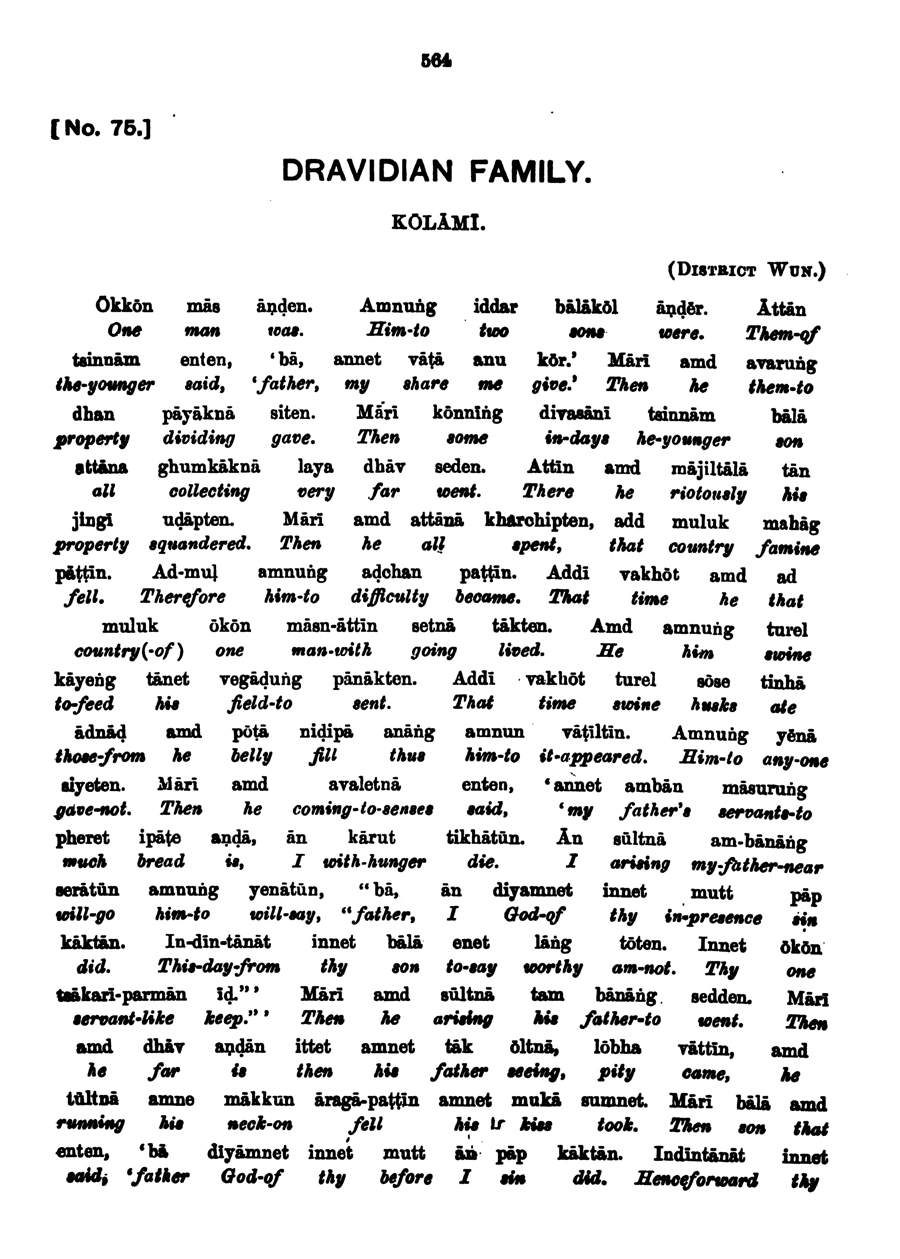 564
[ No. 75.]
DRAVIDIAN FAMILY.
KŌLĀMĪ.
(DISTRICT WUN.)
Ōkkōn mās āṇḍen. Amnuṅg iddar bālākōl āṇḍēr. Āttān
One man was. Him-to two sons were. Them-of
tsinnām enten, ‘bā, annet vāṭā anu kōr.’ Mārī amd avaruṅg
the-younger said, ‘father, my share me give.’ Then he them-to
dhan pāyāknā siten. Mārī kōnnīṅg divasānī tsinnām bālā
property dividing gave. Then some in-days he-younger son
attāna ghumkāknā laya dhāv seden. Attīn amd mājiltālā tān
all collecting very far went. There he riotously his
jingī uḍāpten. Mārī amd attānā kharchipten, add muluk mahāg
property squandered. Then he all spent, that country famine
pāṭṭīn. Ad-muḷ amnuṅg aḍchan paṭṭīn. Addī vakhōt amd ad
fell. Therefore him-to difficulty became. That time he that
muluk ōkōn māsn-āttīn setnā tākten. Amd amnuṅg turel
country(-of) one man-with going lived. He him swine
kāyeṅg tānet vegāḍuṅg pānākten. Addī vakhōt turel sōse tinhā
to-feed his field-to sent. That time swine husks ate
ādnāḍ amd pōṭā niḍipā anāṅg amnun vāṭiltīn. Amnuṅg yēnā
those-from he belly fill thus him-to it-appeared. Him-to any-one
siyeten. Mārī amd avaletnā enten, ‘annet ambān māsuruṅg
gave-not. Then he coming-to-senses said, ‘my father's servants-to
pheret ipāṭe aṇḍā, ān kārut tikhātūn. Ān sūltnā am-bānāṅg
much bread is, I with-hunger die. I arising my-father-near
serātūn amnuṅg yenātūn, “bā, ān diyamnet innet mutt pāp
will-go him-to will-say, “father, I God-of thy in-presence sin
kāktān. In-dīn-tānāt innet bālā enet lāṅg tōten. Innet ōkōn
did. This-day-from thy son to-say worthy am-not. Thy one
tsākarī-parmān īḍ.”’ Mārī amd sūltnā tam bānāṅg sedden. Mārī
servant-like keep.”’ Then he arising his father-to went. Then
amd dhāv aṇḍān ittet amnet tāk ōltnā, lōbha vāttīn, amd
he far is then his father seeing, pity came, he
tūltnā amne mākkun āragā-paṭṭīn amnet mukā sumnet. Mārī bālā amd
running his neck-on fell his kiss took. Then son that
enten, ‘bā diyāmnet innet mutt ān pāp kāktān. Indīntānāt innet
said; ‘father God-of thy before I sin did. Henceforward thy